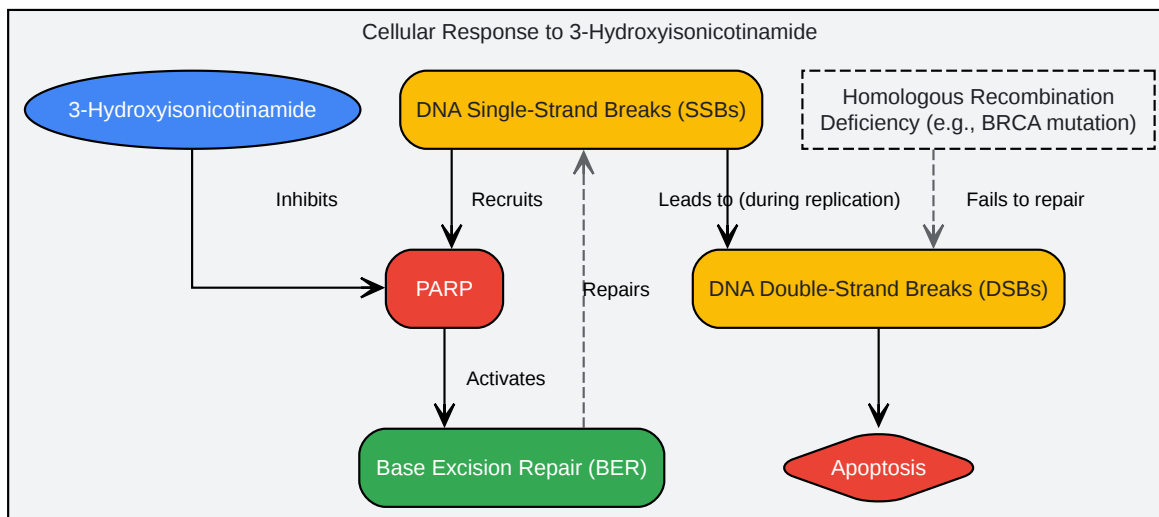 Cellular Response to 3-Hydroxyisonicotinamide
3-Hydroxyisonicotinamide
DNA Single-Strand Breaks (SSBs)
Homologous Recombination
Deficiency (e.g., BRCA mutation)
Inhibits
Recruits
Leads to (during replication)
Fails to repair
PARP
Repairs
DNA Double-Strand Breaks (DSBs)
Activates
Base Excision Repair (BER)
Apoptosis